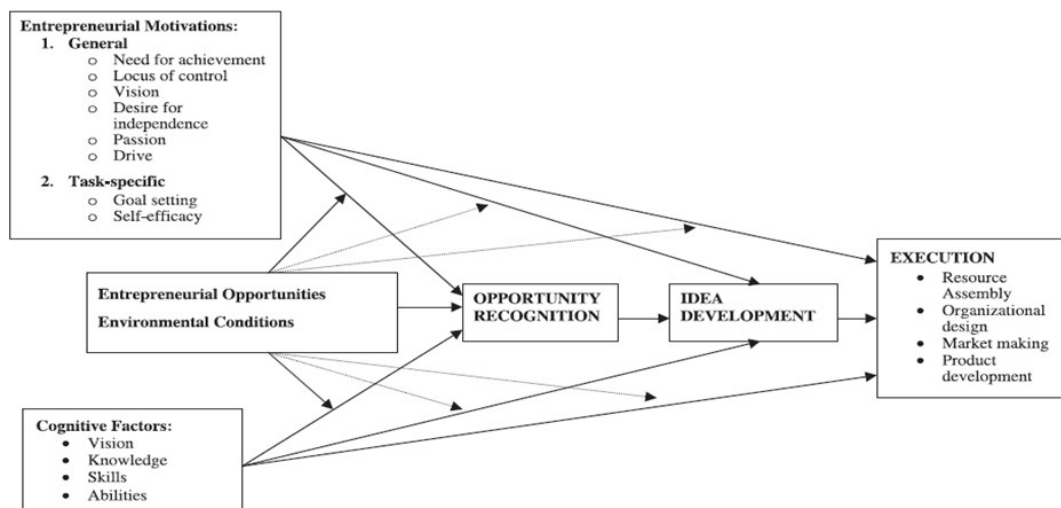 Entrepreneurial Motivations:
1. General
o Need for achievement
o Locus of control
o Vision
o Desire for
independence
o Passion
o Drive
2. Task-specific
o Goal setting
o Self-efficacy
Entrepreneurial Opportunities
Environmental Conditions
OPPORTUNITY
RECOGNITION
IDEA
DEVELOPMENT
EXECUTION
• Resource
Assembly
• Organizational
design
• Market making
• Product
development
Cognitive Factors:
• Vision
• Knowledge
• Skills
• Abilities